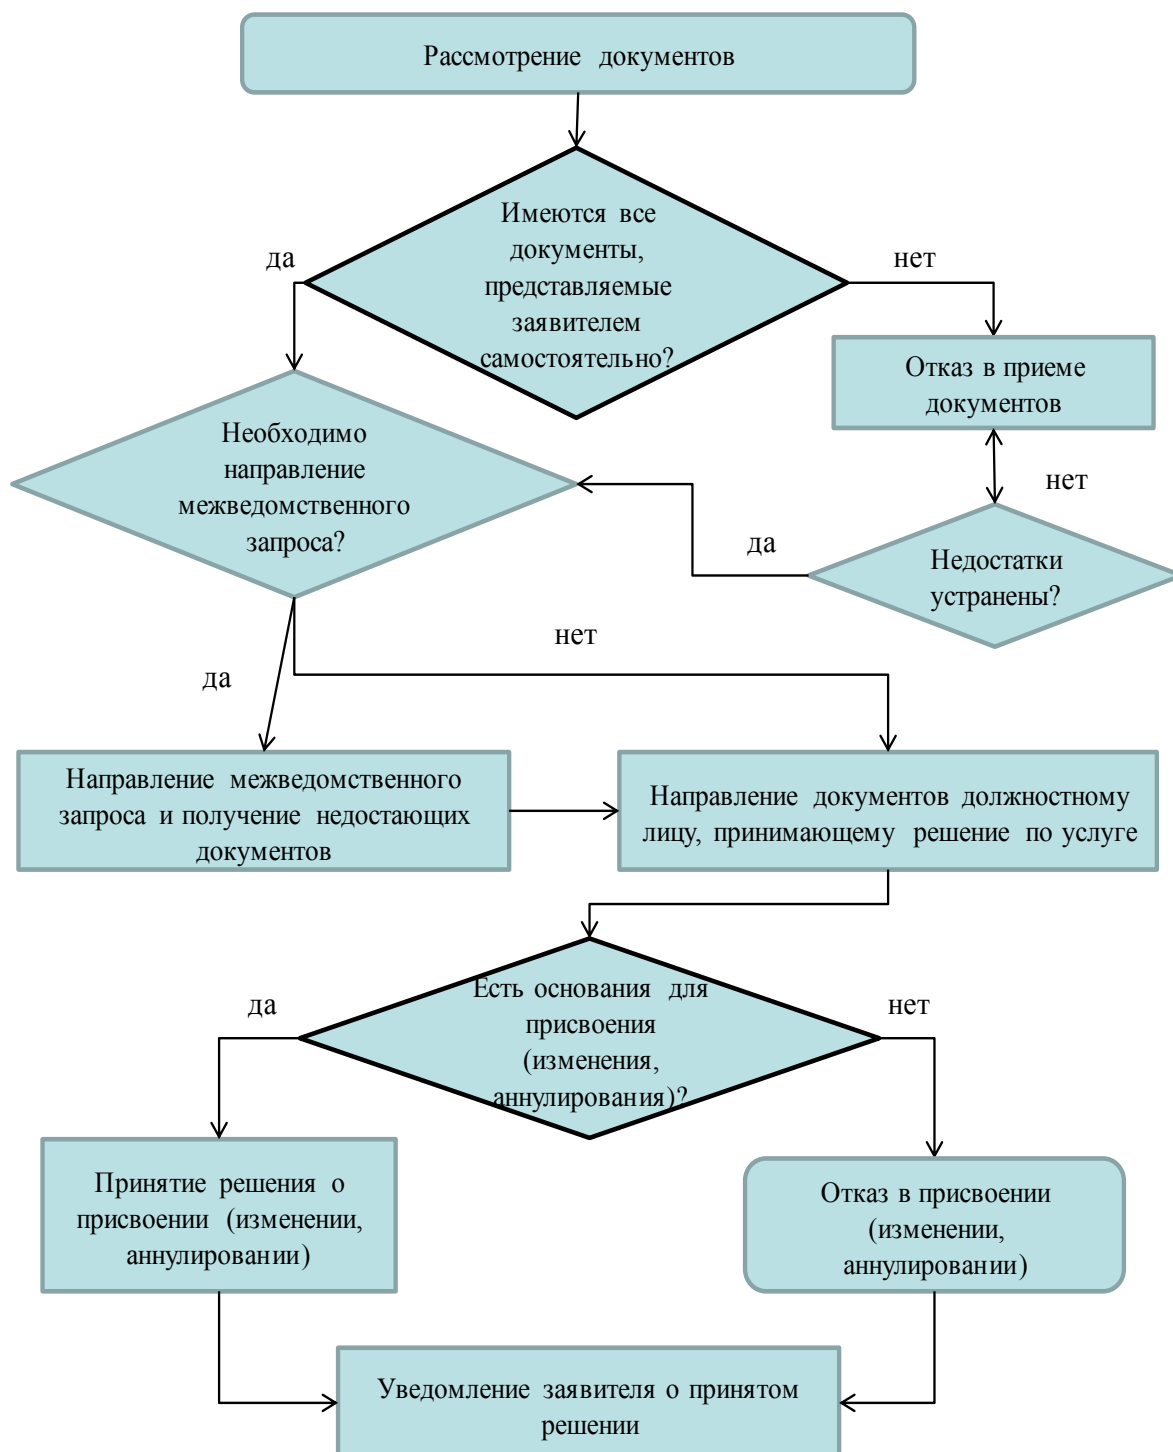 Рассмотрение документов
Имеются все
документы,
представляемые
заявителем
самостоятельно?
да
нет
Отказ в приеме
документов
Необходимо
направление
межведомственного
запроса?
нет
да
Недостатки
устранены?
нет
да
Направление межведомственного
запроса и получение недостающих
документов
Направление документов должностному
лицу, принимающему решение по услуге
Есть основания для
присвоения
(изменения,
аннулирования)?
да
нет
Принятие решения о
присвоении (изменении,
аннулировании)
Отказ в присвоении
(изменении,
аннулировании)
Уведомление заявителя о принятом
решении